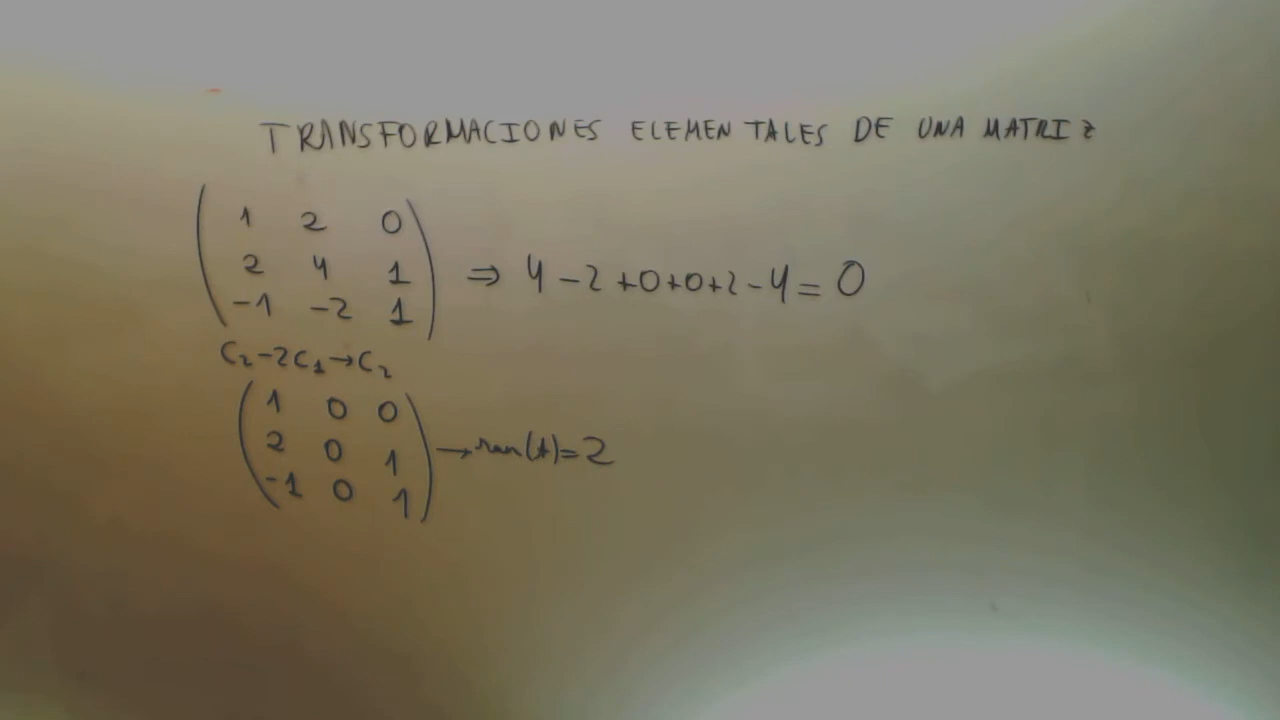 TRANSFORMACIONES ELEMENTALES DE UNA MATRIZ
1 2 0
2 4 1 ⇒ 4-2+0+0+2-4=0
-1 -2 1
C₂-2C₁→C₂
1 0 0
2 0 1 →ran(A)=2
-1 0 1